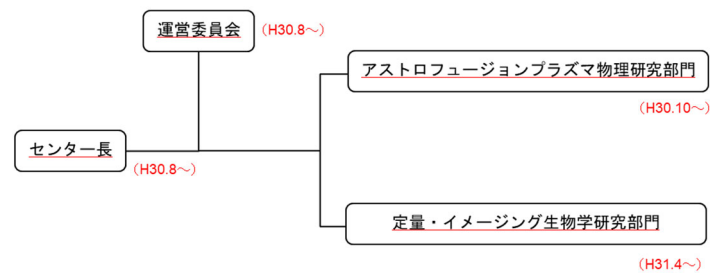 運営委員会
(H30.8～)
アストロフュージョンプラズマ物理研究部門
(H30.10～)
センター長
(H30.8～)
定量・イメージング生物学研究部門
(H31.4～)